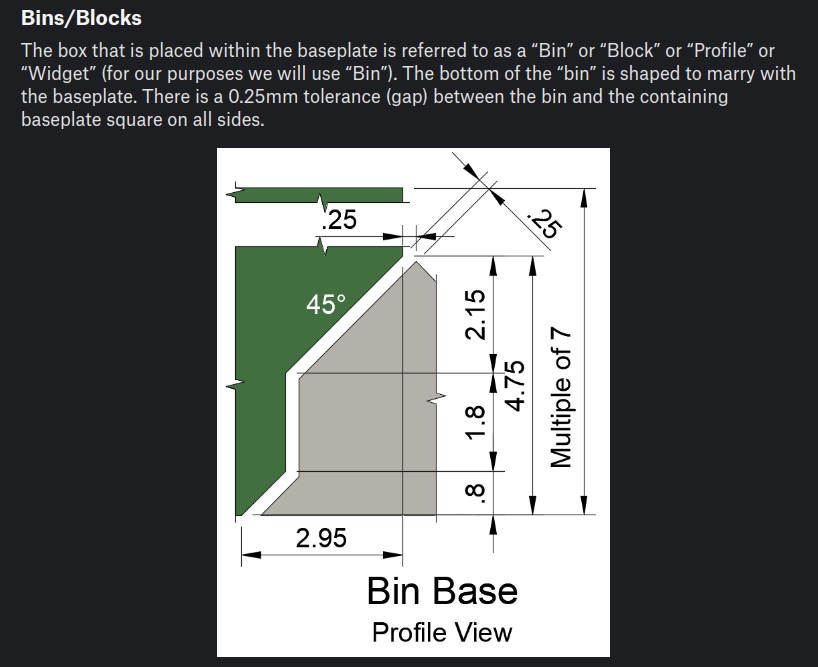 Bins/Blocks
The box that is placed within the baseplate is referred to as a “Bin” or “Block” or “Profile” or
“Widget” (for our purposes we will use “Bin”). The bottom of the “bin” is shaped to marry with
the baseplate. There is a 0.25mm tolerance (gap) between the bin and the containing
baseplate square on all sides.
.25
.25
45°
2.15
4.75
Multiple of 7
1.8
.8
2.95
Bin Base
Profile View